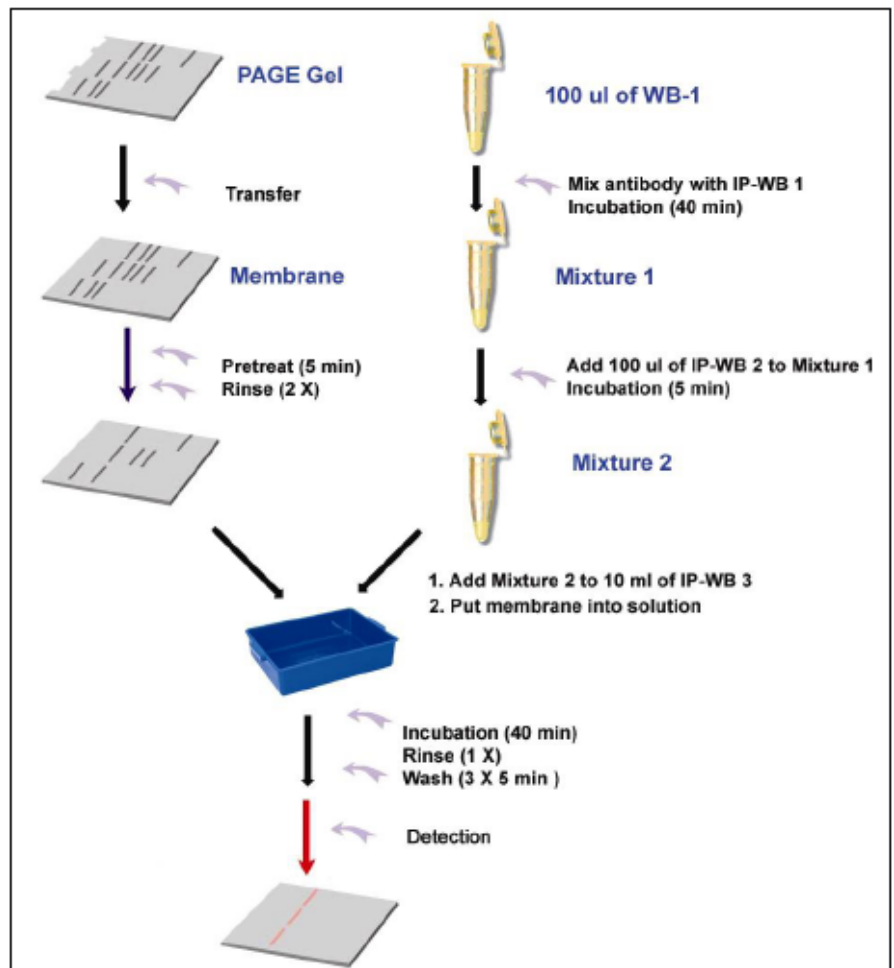 PAGE Gel
Transfer
Membrane
Pretreat (5 min)
Rinse (2 X)
100 ul of WB-1
Mix antibody with IP-WB 1
Incubation (40 min)
Mixture 1
Add 100 ul of IP-WB 2 to Mixture 1
Incubation (5 min)
Mixture 2
1. Add Mixture 2 to 10 ml of IP-WB 3
2. Put membrane into solution
Incubation (40 min)
Rinse (1 X)
Wash (3 X 5 min )
Detection